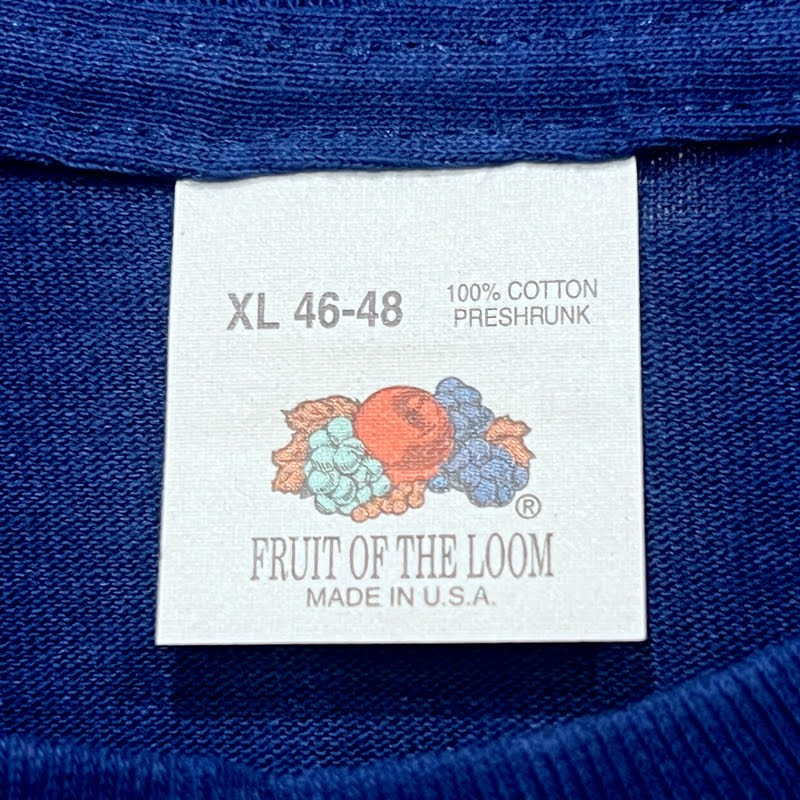 XL 46-48
100% COTTON
PRESHRUNK
®
FRUIT OF THE LOOM
MADE IN U.S.A.